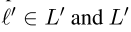 ℓ′ ∈ L′ and L′